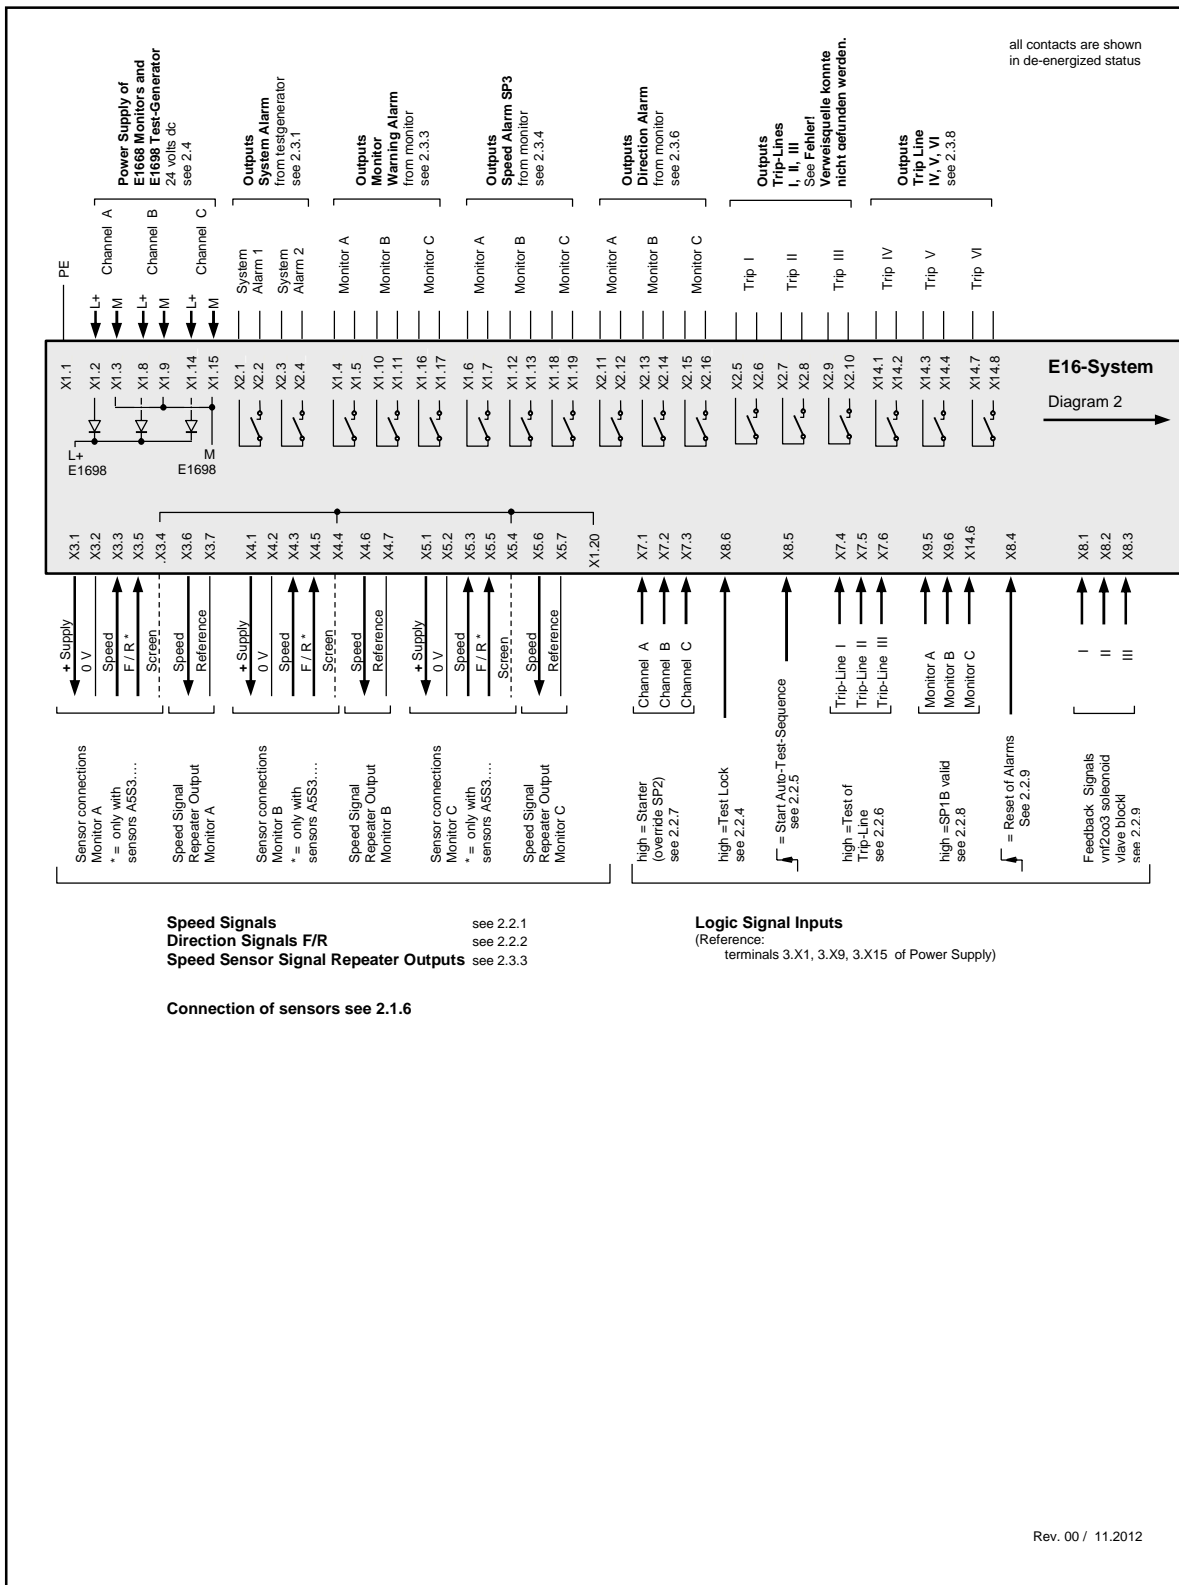 all contacts are shown
in de-energized status
Power Supply of
E1668 Monitors and
E1698 Test-Generator
24 volts dc
see 2.4
Outputs
System Alarm
from testgenerator
see 2.3.1
Outputs
Monitor
Warning Alarm
from monitor
see 2.3.3
Outputs
Speed Alarm SP3
from monitor
see 2.3.4
Outputs
Direction Alarm
from monitor
see 2.3.6
Outputs
Trip-Lines
I, II, III
See Fehler!
Verweisquelle konnte
nicht gefunden werden.
Outputs
Trip Line
IV, V, VI
see 2.3.8
PE
Channel A
L+
M
Channel B
L+
M
Channel C
L+
M
System
Alarm 1
System
Alarm 2
Monitor A
Monitor B
Monitor C
Monitor A
Monitor B
Monitor C
Monitor A
Monitor B
Monitor C
Trip I
Trip II
Trip III
Trip IV
Trip V
Trip VI
X1.1
X1.2
X1.3
X1.8
X1.9
X1.14
X1.15
X2.1
X2.2
X2.3
X2.4
X1.4
X1.5
X1.10
X1.11
X1.16
X1.17
X1.6
X1.7
X1.12
X1.13
X1.18
X1.19
X2.11
X2.12
X2.13
X2.14
X2.15
X2.16
X2.5
X2.6
X2.7
X2.8
X2.9
X2.10
X14.1
X14.2
X14.3
X14.4
X14.7
X14.8
E16-System
Diagram 2
L+
E1698
M
E1698
X3.1
X3.2
X3.3
X3.5
.X3.4
X3.6
X3.7
X4.1
X4.2
X4.3
X4.5
X4.4
X4.6
X4.7
X5.1
X5.2
X5.3
X5.5
X5.4
X5.6
X5.7
X1.20
X7.1
X7.2
X7.3
X8.6
X8.5
X7.4
X7.5
X7.6
X9.5
X9.6
X14.6
X8.4
X8.1
X8.2
X8.3
+ Supply
0 V
Speed
F / R *
Screen
Speed
Reference
+ Supply
0 V
Speed
F / R *
Screen
Speed
Reference
+ Supply
0 V
Speed
F / R *
Screen
Speed
Reference
Channel A
Channel B
Channel C
Trip-Line I
Trip-Line II
Trip-Line III
Monitor A
Monitor B
Monitor C
I
II
III
Sensor connections
Monitor A
* = only with
sensors A5S3....
Speed Signal
Repeater Output
Monitor A
Sensor connections
Monitor B
* = only with
sensors A5S3....
Speed Signal
Repeater Output
Monitor B
Sensor connections
Monitor C
* = only with
sensors A5S3....
Speed Signal
Repeater Output
Monitor C
high = Starter
(override SP2)
see 2.2.7
high =Test Lock
see 2.2.4
= Start Auto-Test-Sequence
see 2.2.5
high =Test of
Trip-Line
see 2.2.6
high =SP1B valid
see 2.2.8
= Reset of Alarms
See 2.2.9
Feedback Signals
vnf2oo3 soleonoid
vlave blockl
see 2.2.9
Speed Signals see 2.2.1
Direction Signals F/R see 2.2.2
Speed Sensor Signal Repeater Outputs see 2.3.3
Logic Signal Inputs
(Reference:
terminals 3.X1, 3.X9, 3.X15 of Power Supply)
Connection of sensors see 2.1.6
Rev. 00 / 11.2012